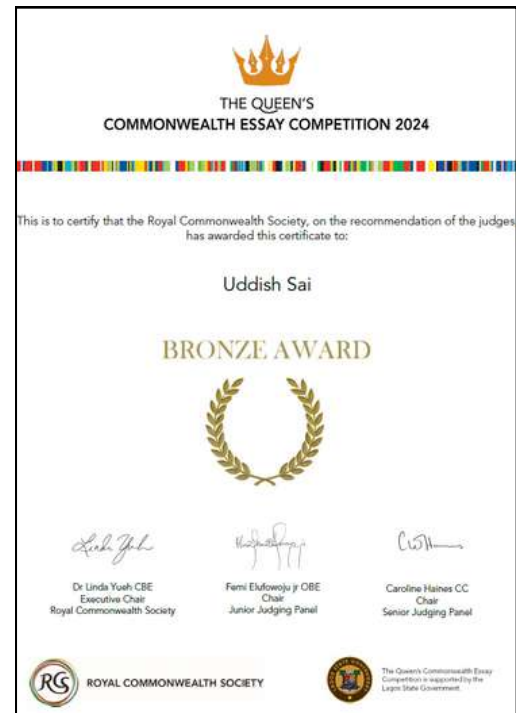 THE QUEEN'S
COMMONWEALTH ESSAY COMPETITION 2024
This is to certify that the Royal Commonwealth Society, on the recommendation of the judges
has awarded this certificate to:
Uddish Sai
BRONZE AWARD
Dr Linda Yueh CBE
Executive Chair
Royal Commonwealth Society
Femi Elufowoju jr OBE
Chair
Junior Judging Panel
Caroline Haines CC
Chair
Senior Judging Panel
RCS
ROYAL COMMONWEALTH SOCIETY
The Queen's Commonwealth Essay
Competition is supported by the
Lagos State Government.